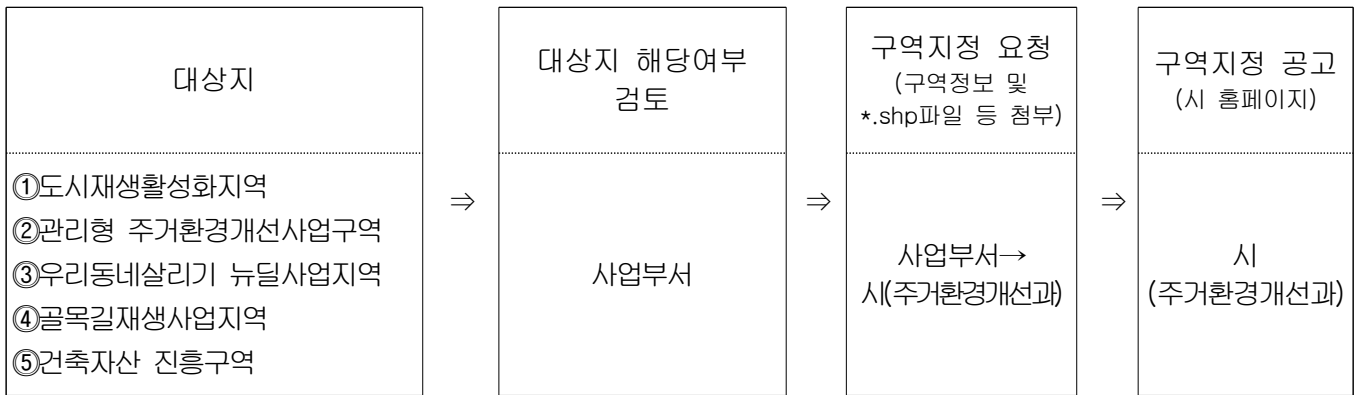 대상지
①도시재생활성화지역
②관리형 주거환경개선사업구역
③우리동네살리기 뉴딜사업지역
④골목길재생사업지역
⑤건축자산 진흥구역
⇒
대상지 해당여부
검토
사업부서
⇒
구역지정 요청
(구역정보 및
*.shp파일 등 첨부)
사업부서→
시(주거환경개선과)
⇒
구역지정 공고
(시 홈페이지)
시
(주거환경개선과)